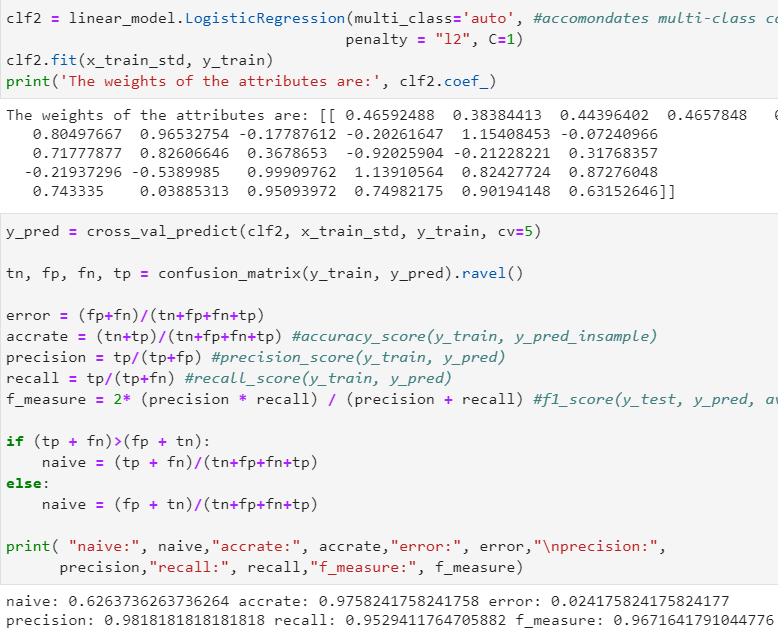 clf2 = linear_model.LogisticRegression(multi_class='auto', #accomondates multi-class
penalty = "l2", C=1)
clf2.fit(x_train_std, y_train)
print('The weights of the attributes are:', clf2.coef_)
The weights of the attributes are: [[ 0.46592488 0.38384413 0.44396402 0.4657848
0.80497667 0.96532754 -0.17787612 -0.20261647 1.15408453 -0.07240966
0.71777877 0.82606646 0.3678653 -0.92025904 -0.21228221 0.31768357
-0.21937296 -0.5389985 0.99909762 1.13910564 0.82427724 0.87276048
0.743335 0.03885313 0.95093972 0.74982175 0.90194148 0.63152646]]
y_pred = cross_val_predict(clf2, x_train_std, y_train, cv=5)
tn, fp, fn, tp = confusion_matrix(y_train, y_pred).ravel()
error = (fp+fn)/(tn+fp+fn+tp)
accrate = (tn+tp)/(tn+fp+fn+tp) #accuracy_score(y_train, y_pred_insample)
precision = tp/(tp+fp) #precision_score(y_train, y_pred)
recall = tp/(tp+fn) #recall_score(y_train, y_pred)
f_measure = 2* (precision * recall) / (precision + recall) #f1_score(y_test, y_pred,
if (tp + fn)>(fp + tn):
naive = (tp + fn)/(tn+fp+fn+tp)
else:
naive = (fp + tn)/(tn+fp+fn+tp)
print( "naive:", naive,"accrate:", accrate,"error:", error,"\nprecision:",
precision,"recall:", recall,"f_measure:", f_measure)
naive: 0.6263736263736264 accrate: 0.9758241758241758 error: 0.024175824175824177
precision: 0.9818181818181818 recall: 0.9529411764705882 f_measure: 0.9671641791044776